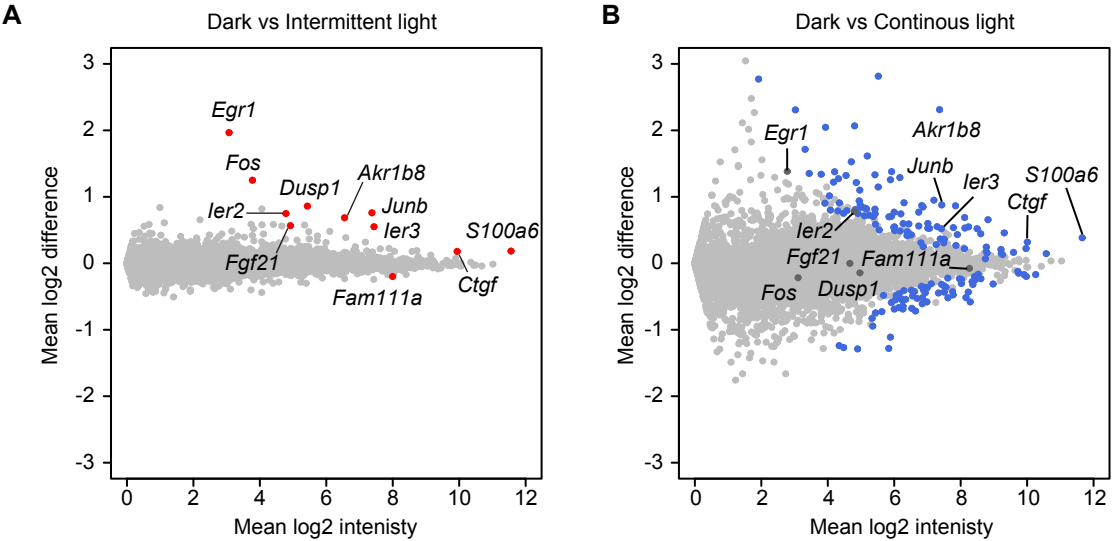 A
Dark vs Intermittent light
Mean log2 difference
3
2
1
0
-1
-2
-3
Egr1
Fos
Dusp1
Akr1b8
Ier2
Junb
Ier3
S100a6
Fgf21
Ctgf
Fam111a
0 2 4 6 8 10 12
Mean log2 intenisty
B
Dark vs Continous light
Mean log2 difference
3
2
1
0
-1
-2
-3
Egr1
Akr1b8
Junb
Ier3
S100a6
Ctgf
Ier2
Fgf21
Fam111a
Fos
Dusp1
0 2 4 6 8 10 12
Mean log2 intenisty